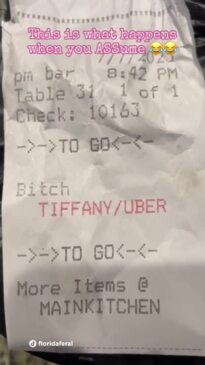 This is what happens
when you ASSume 😂😂
2023
pm bar 8:42 PM
Table 31 1 of 1
Check: 10163
->->TO GO<-<-
Bitch
TIFFANY/UBER
->->TO GO<-<-
More Items @
MAINKITCHEN
floridaferal